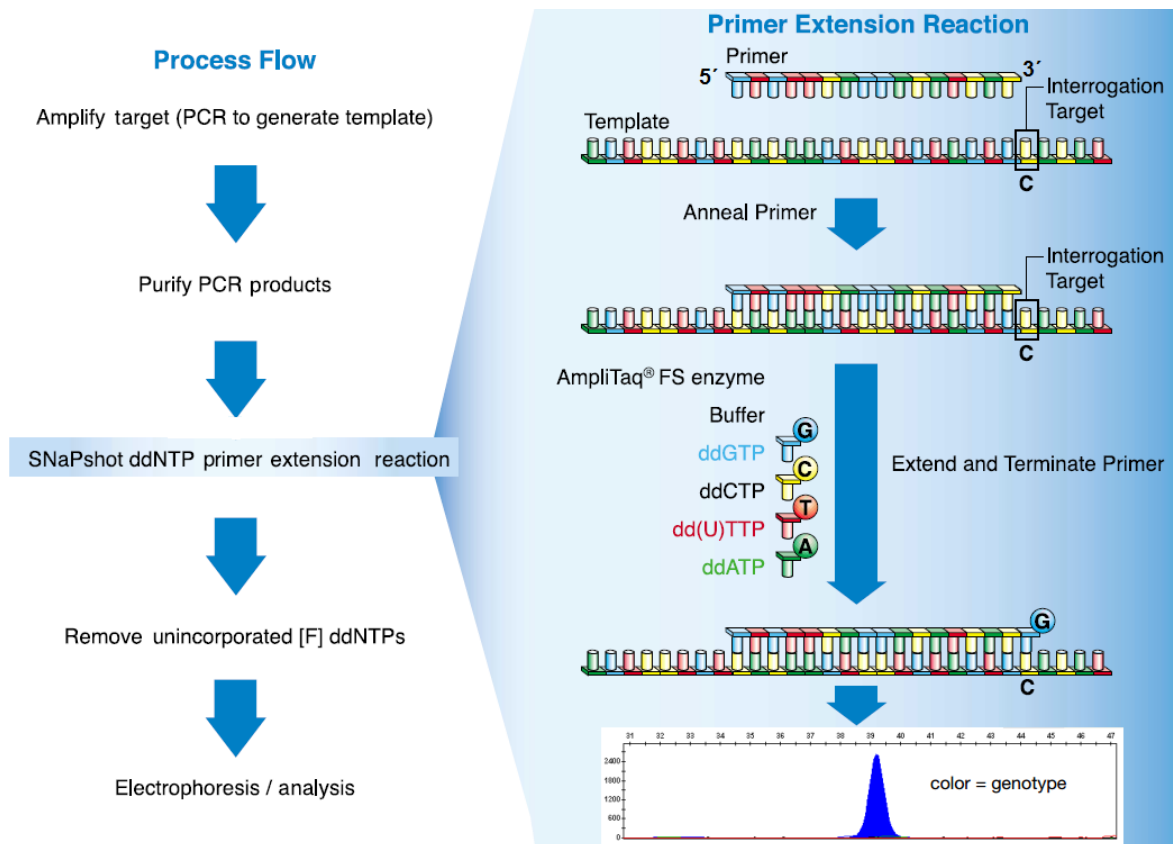 Process Flow
Amplify target (PCR to generate template)
Purify PCR products
SNaPshot ddNTP primer extension reaction
Remove unincorporated [F] ddNTPs
Electrophoresis / analysis
Primer Extension Reaction
Primer
5´ 3´
Interrogation
Target
Template
C
Anneal Primer
Interrogation
Target
C
AmpliTaq® FS enzyme
Buffer
G
ddGTP
C
ddCTP
T
dd(U)TTP
A
ddATP
Extend and Terminate Primer
G
C
31 32 33 34 35 36 37 38 39 40 41 42 43 44 45 46 47
2400
1800
1200
600
0
color = genotype